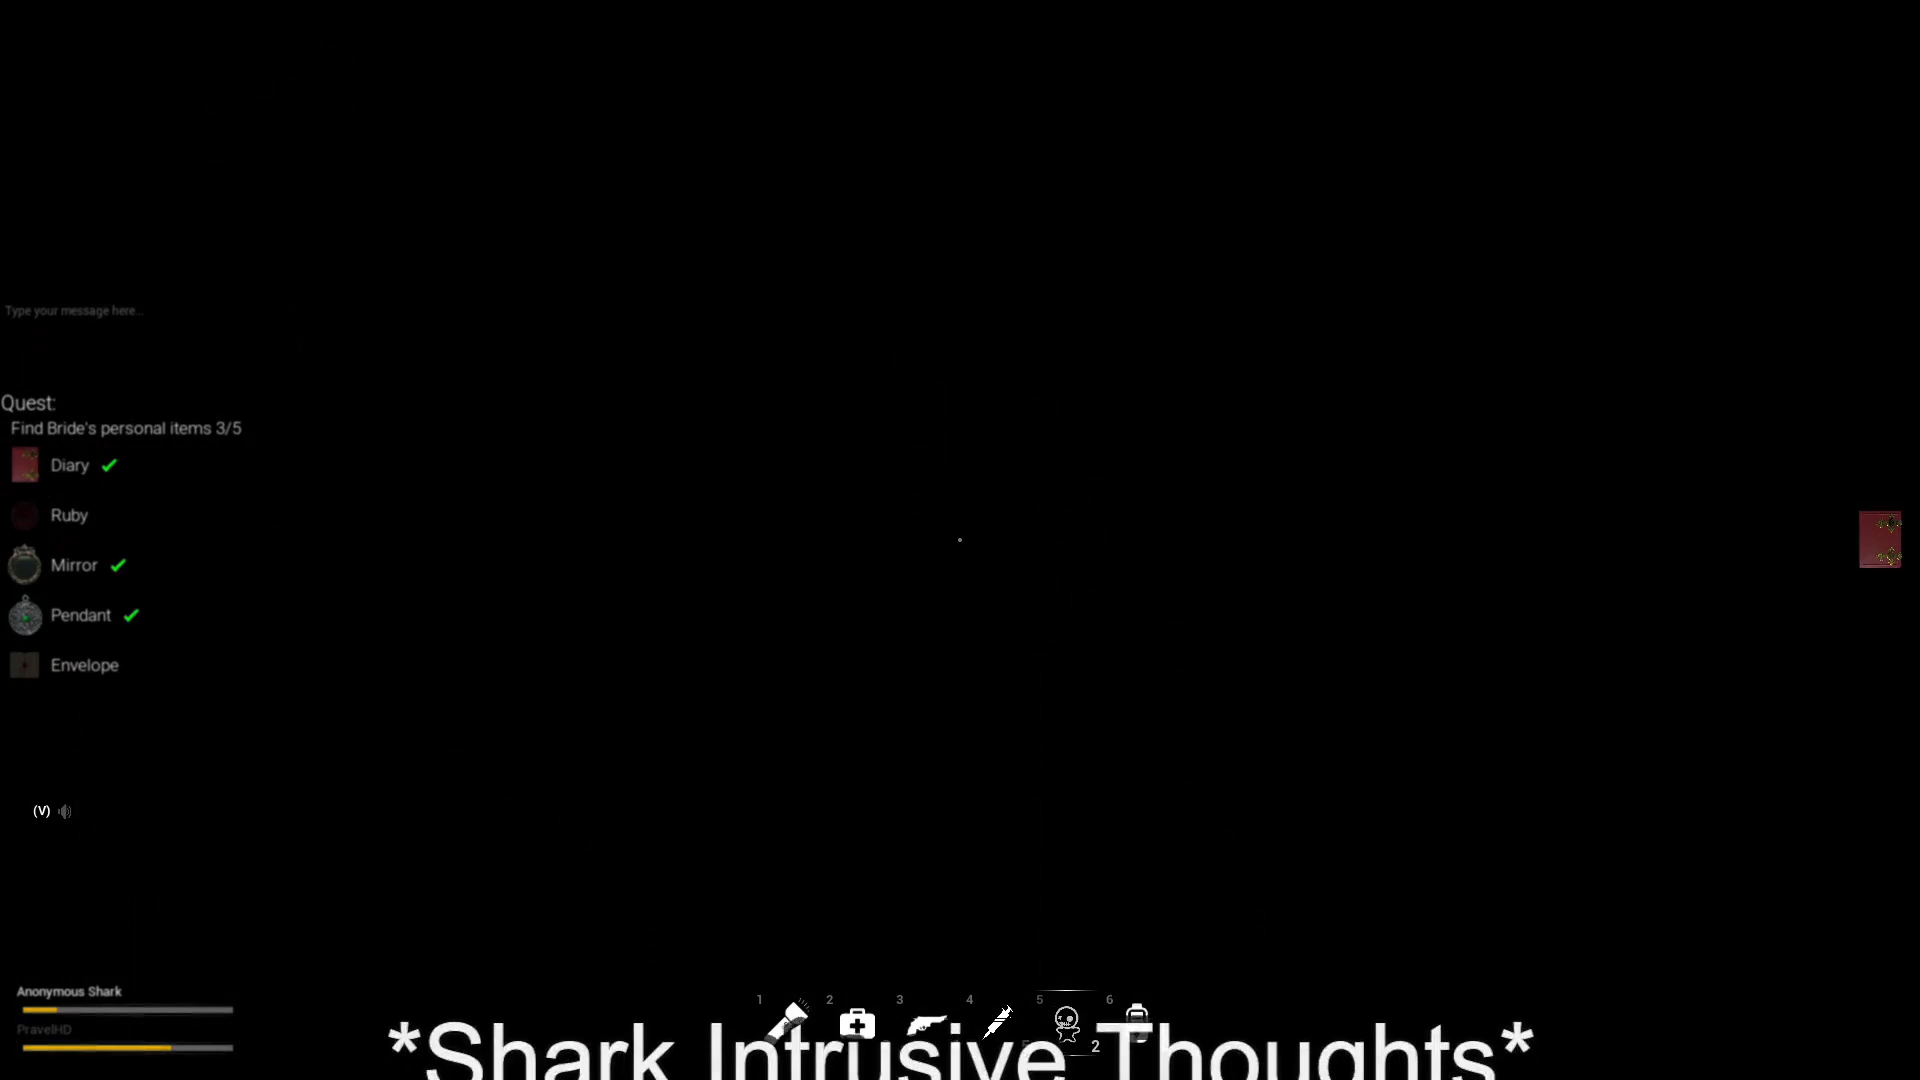 Type your message here...
Quest:
Find Bride's personal items 3/5
Diary
Ruby
Mirror
Pendant
Envelope
(V)
Anonymous Shark
PravelHD
1 2 3 4 5 6
2
*Shark Intrusive Thoughts*